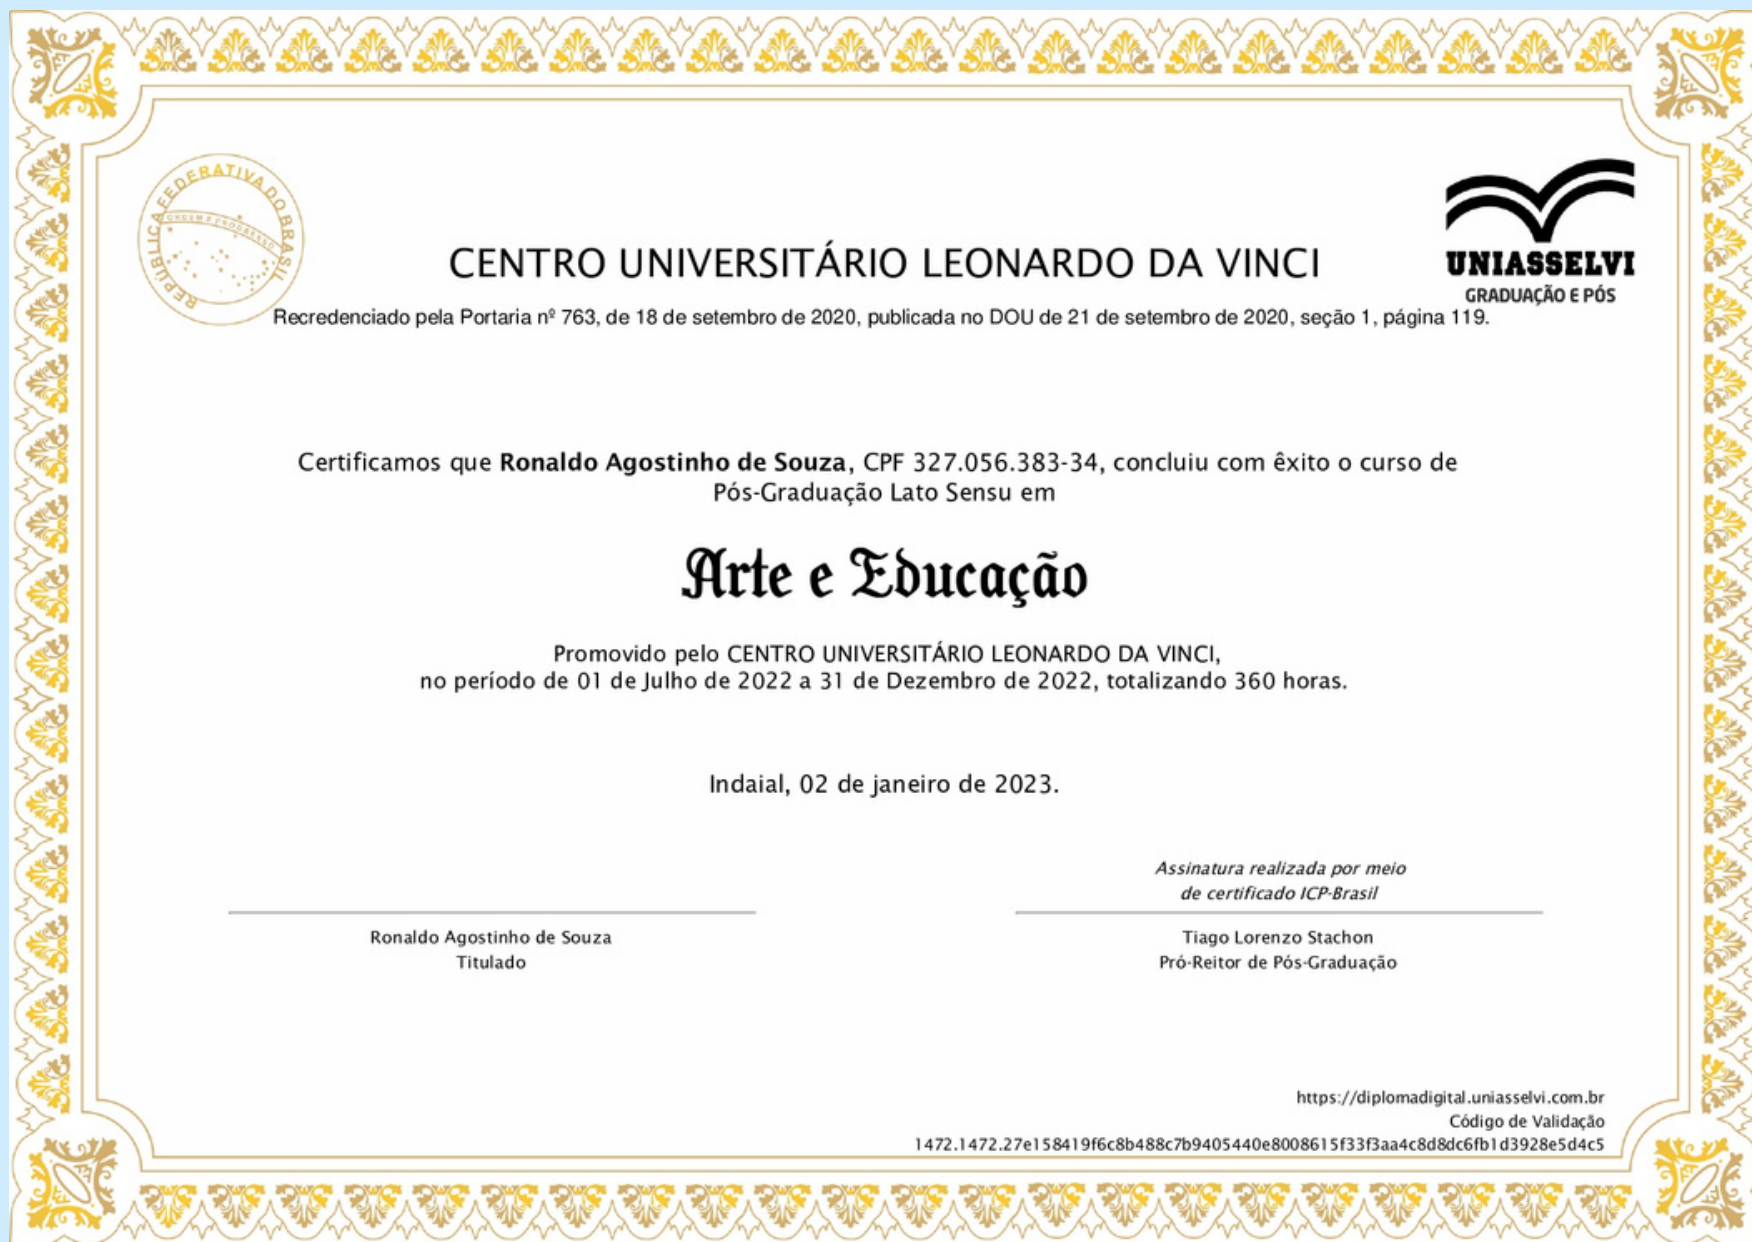 REPÚBLICA FEDERATIVA DO BRASIL
ORDEM E PROGRESSO
UNIASSELVI
GRADUAÇÃO E PÓS
CENTRO UNIVERSITÁRIO LEONARDO DA VINCI
Recredenciado pela Portaria nº 763, de 18 de setembro de 2020, publicada no DOU de 21 de setembro de 2020, seção 1, página 119.
Certificamos que Ronaldo Agostinho de Souza, CPF 327.056.383-34, concluiu com êxito o curso de
Pós-Graduação Lato Sensu em
Arte e Educação
Promovido pelo CENTRO UNIVERSITÁRIO LEONARDO DA VINCI,
no período de 01 de Julho de 2022 a 31 de Dezembro de 2022, totalizando 360 horas.
Indaial, 02 de janeiro de 2023.
Assinatura realizada por meio
de certificado ICP-Brasil
Ronaldo Agostinho de Souza
Titulado
Tiago Lorenzo Stachon
Pró-Reitor de Pós-Graduação
https://diplomadigital.uniasselvi.com.br
Código de Validação
1472.1472.27e158419f6c8b488c7b9405440e8008615f33f3aa4c8d8dc6fb1d3928e5d4c5